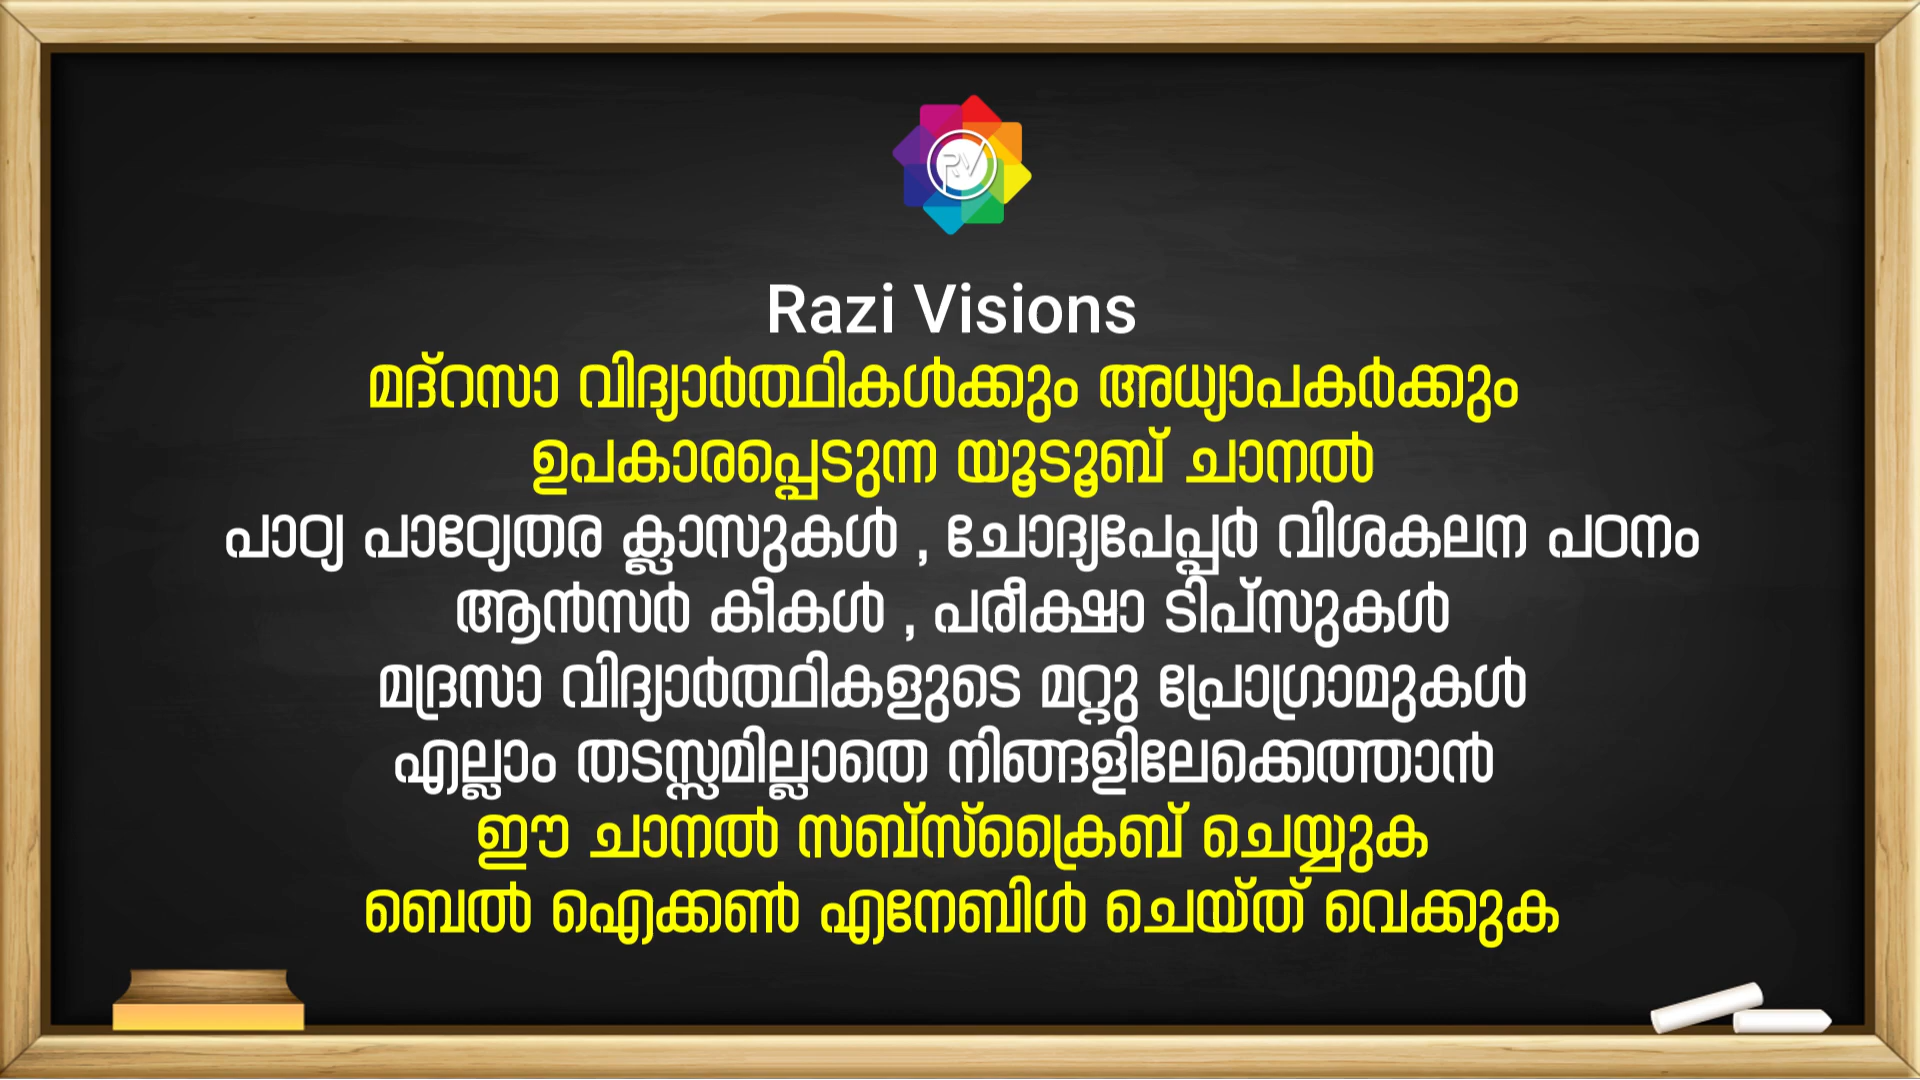 RV
Razi Visions
മദ്റസാ വിദ്യാർത്ഥികൾക്കും അധ്യാപകർക്കും
ഉപകാരപ്പെടുന്ന യൂടൂബ് ചാനൽ
പാഠ്യ പാഠ്യേതര ക്ലാസുകൾ , ചോദ്യപേപ്പർ വിശകലന പഠനം
ആൻസർ കീകൾ , പരീക്ഷാ ടിപ്സുകൾ
മദ്രസാ വിദ്യാർത്ഥികളുടെ മറ്റു പ്രോഗ്രാമുകൾ
എല്ലാം തടസ്സമില്ലാതെ നിങ്ങളിലേക്കെത്താൻ
ഈ ചാനൽ സബ്സ്ക്രൈബ് ചെയ്യുക
ബെൽ ഐക്കൺ എനേബിൾ ചെയ്ത് വെക്കുക